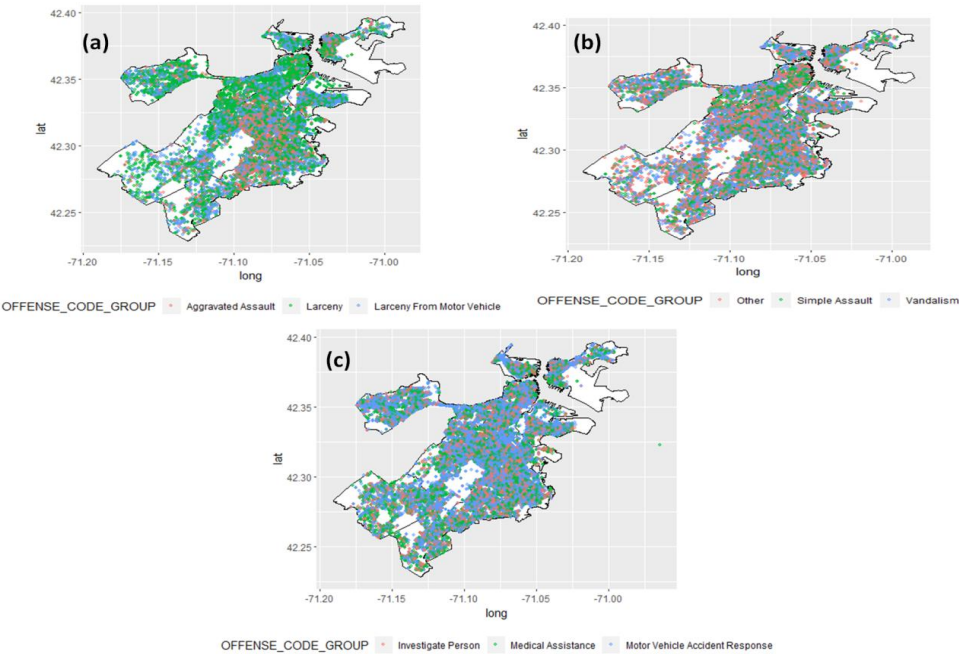 42.40
(a)
42.35
lat
42.30
42.25
-71.20 -71.15 -71.10 -71.05 -71.00
long
OFFENSE_CODE_GROUP Aggravated Assault Larceny Larceny From Motor Vehicle
42.40
(b)
42.35
lat
42.30
42.25
-71.20 -71.15 -71.10 -71.05 -71.00
long
OFFENSE_CODE_GROUP Other Simple Assault Vandalism
42.40
(c)
42.35
lat
42.30
42.25
-71.20 -71.15 -71.10 -71.05 -71.00
long
OFFENSE_CODE_GROUP Investigate Person Medical Assistance Motor Vehicle Accident Response